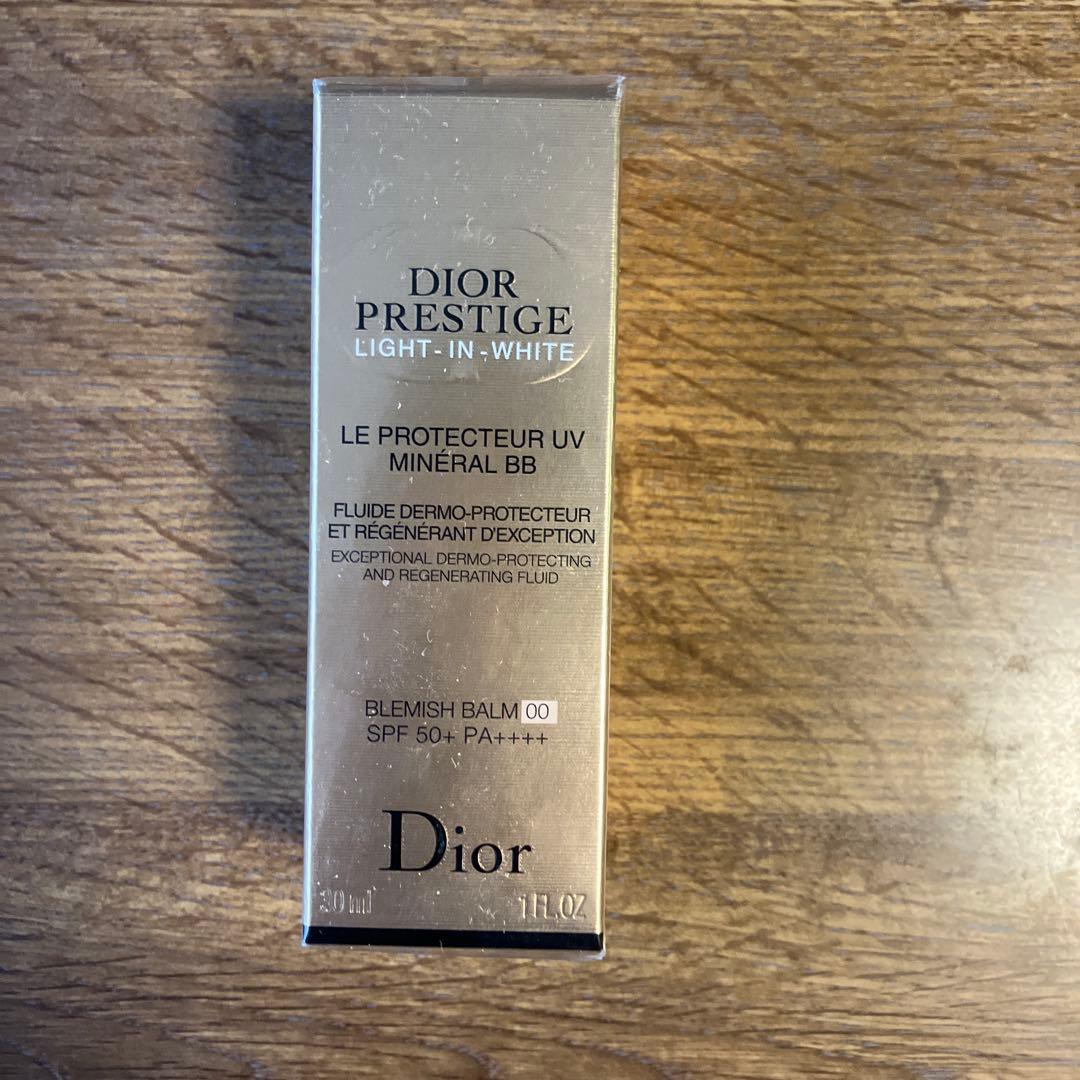 DIOR
PRESTIGE
LIGHT-IN-WHITE
LE PROTECTEUR UV
MINÉRAL BB
FLUIDE DERMO-PROTECTEUR
ET RÉGÉNÉRANT D'EXCEPTION
EXCEPTIONAL DERMO-PROTECTING
AND REGENERATING FLUID
BLEMISH BALM 00
SPF 50+ PA++++
Dior
30 ml 1 FL.OZ